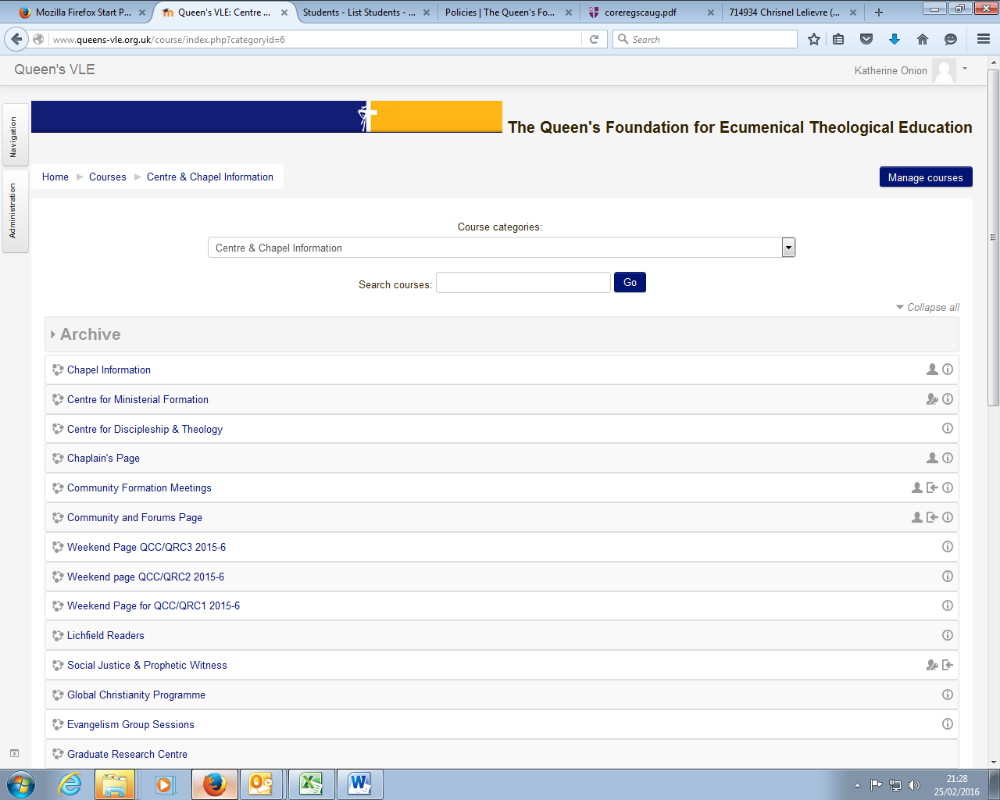 Mozilla Firefox Start P...
Queen's VLE: Centre ...
Students - List Students - ...
Policies | The Queen's Fo...
coreregscaug.pdf
714934 Chrisnel Lelievre (...
www.queens-vle.org.uk/course/index.php?categoryid=6
Search
Queen's VLE
Katherine Onion
Navigation
Administration
The Queen's Foundation for Ecumenical Theological Education
Home
Courses
Centre & Chapel Information
Manage courses
Course categories:
Centre & Chapel Information
Search courses:
Go
Collapse all
Archive
Chapel Information
Centre for Ministerial Formation
Centre for Discipleship & Theology
Chaplain's Page
Community Formation Meetings
Community and Forums Page
Weekend Page QCC/QRC3 2015-6
Weekend page QCC/QRC2 2015-6
Weekend Page for QCC/QRC1 2015-6
Lichfield Readers
Social Justice & Prophetic Witness
Global Christianity Programme
Evangelism Group Sessions
Graduate Research Centre
21:28
25/02/2016